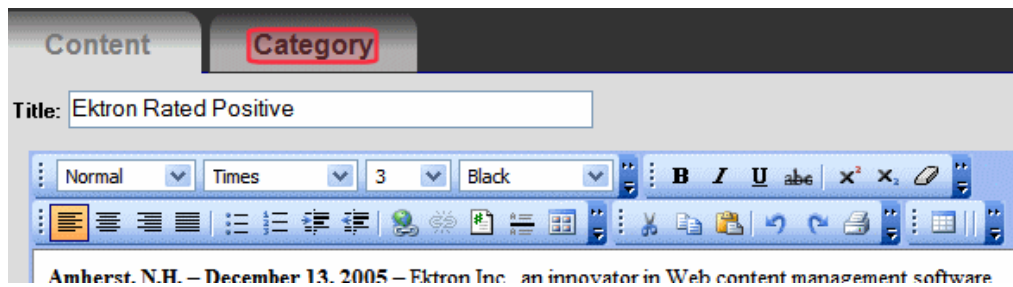 Content Category
Title: Ektron Rated Positive
Normal Times 3 Black B I U abc x² x₂
Amherst, N.H. – December 13, 2005 – Ektron Inc., an innovator in Web content management software